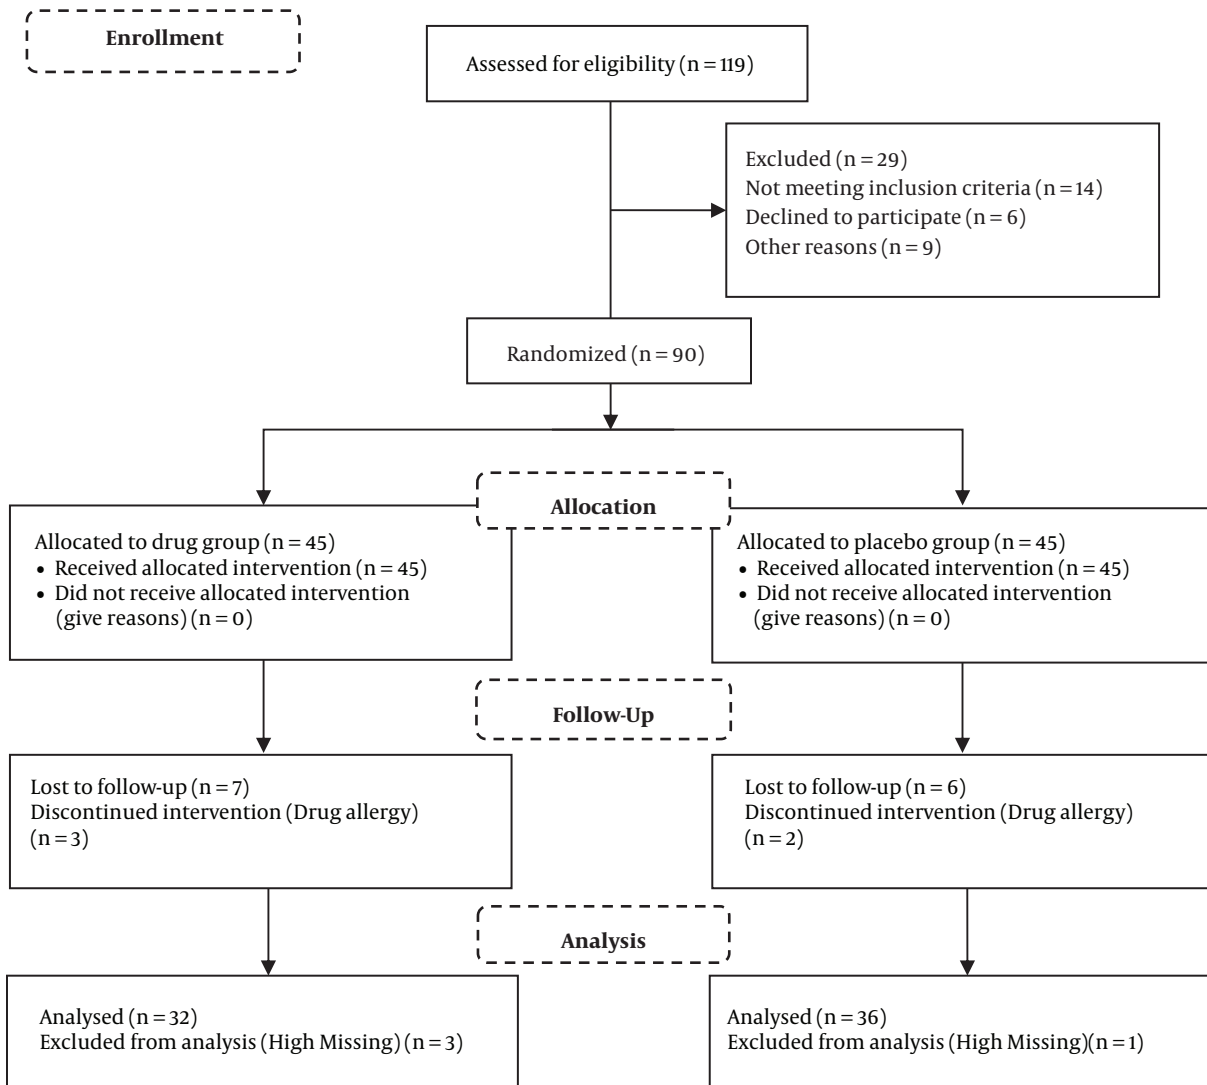 Enrollment
Assessed for eligibility (n = 119)
Excluded (n = 29)
Not meeting inclusion criteria (n = 14)
Declined to participate (n = 6)
Other reasons (n = 9)
Randomized (n = 90)
Allocation
Allocated to drug group (n = 45)
• Received allocated intervention (n = 45)
• Did not receive allocated intervention
(give reasons) (n = 0)
Allocated to placebo group (n = 45)
• Received allocated intervention (n = 45)
• Did not receive allocated intervention
(give reasons) (n = 0)
Follow-Up
Lost to follow-up (n = 7)
Discontinued intervention (Drug allergy)
(n = 3)
Lost to follow-up (n = 6)
Discontinued intervention (Drug allergy)
(n = 2)
Analysis
Analysed (n = 32)
Excluded from analysis (High Missing) (n = 3)
Analysed (n = 36)
Excluded from analysis (High Missing)(n = 1)